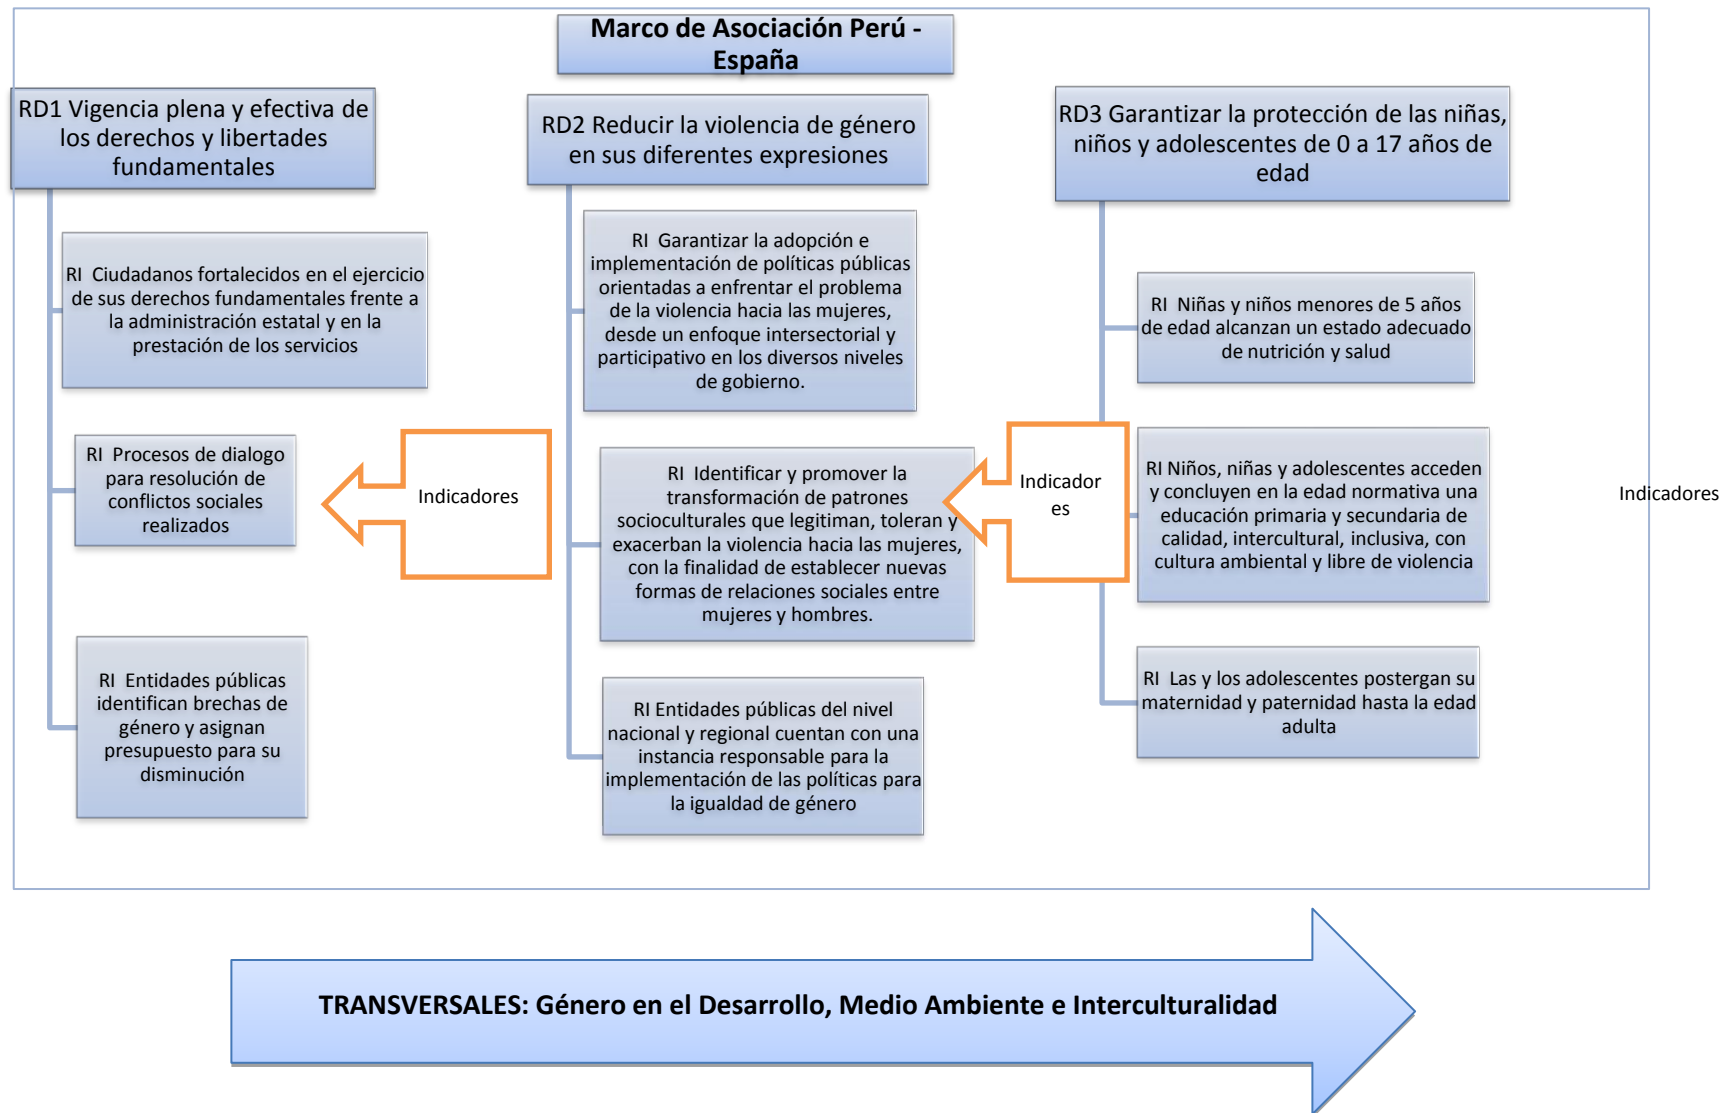 Marco de Asociación Perú -
España
RD1 Vigencia plena y efectiva de
los derechos y libertades
fundamentales
RI  Ciudadanos fortalecidos en el ejercicio
de sus derechos fundamentales frente a
la administración estatal y en la
prestación de los servicios
RI  Procesos de dialogo
para resolución de
conflictos sociales
realizados
RI  Entidades públicas
identifican brechas de
género y asignan
presupuesto para su
disminución
Indicadores
RD2 Reducir la violencia de género
en sus diferentes expresiones
RI  Garantizar la adopción e
implementación de políticas públicas
orientadas a enfrentar el problema
de la violencia hacia las mujeres,
desde un enfoque intersectorial y
participativo en los diversos niveles
de gobierno.
RI  Identificar y promover la
transformación de patrones
socioculturales que legitiman, toleran y
exacerban la violencia hacia las mujeres,
con la finalidad de establecer nuevas
formas de relaciones sociales entre
mujeres y hombres.
RI Entidades públicas del nivel
nacional y regional cuentan con una
instancia responsable para la
implementación de las políticas para
la igualdad de género
Indicador
es
RD3 Garantizar la protección de las niñas,
niños y adolescentes de 0 a 17 años de
edad
RI  Niñas y niños menores de 5 años
de edad alcanzan un estado adecuado
de nutrición y salud
RI Niños, niñas y adolescentes acceden
y concluyen en la edad normativa una
educación primaria y secundaria de
calidad, intercultural, inclusiva, con
cultura ambiental y libre de violencia
RI  Las y los adolescentes postergan su
maternidad y paternidad hasta la edad
adulta
Indicadores
TRANSVERSALES: Género en el Desarrollo, Medio Ambiente e Interculturalidad